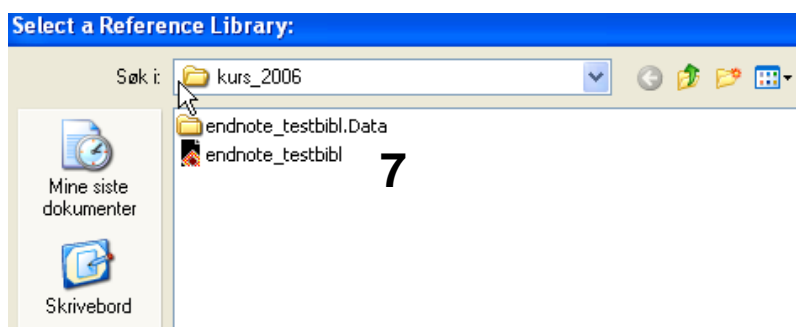 Select a Reference Library:
Søk i: kurs_2006
endnote_testbibl.Data
endnote_testbibl
7
Mine siste
dokumenter
Skrivebord